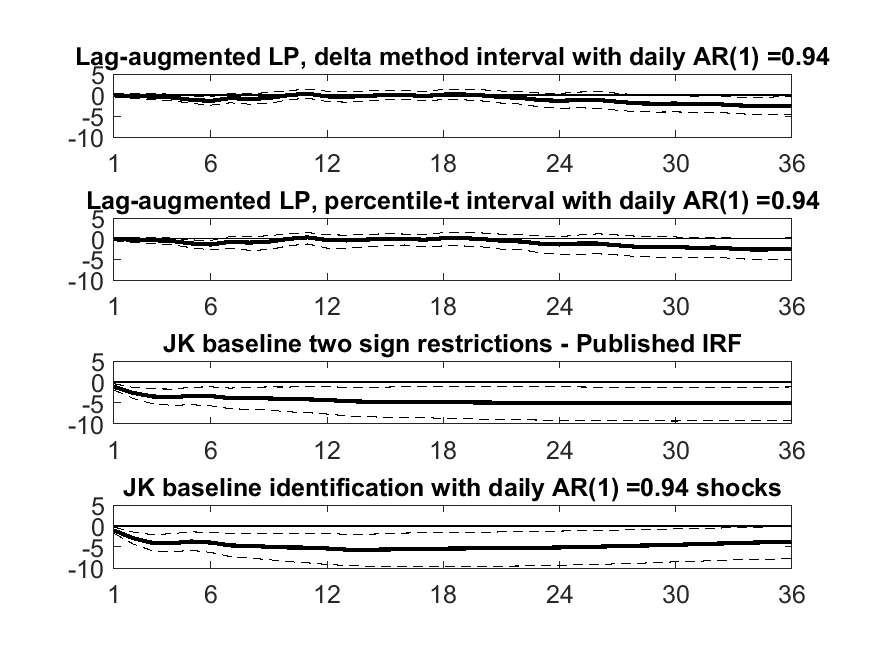 Lag-augmented LP, delta method interval with daily AR(1) =0.94
5
0
-5
-10
1 6 12 18 24 30 36
Lag-augmented LP, percentile-t interval with daily AR(1) =0.94
5
0
-5
-10
1 6 12 18 24 30 36
JK baseline two sign restrictions - Published IRF
5
0
-5
-10
1 6 12 18 24 30 36
JK baseline identification with daily AR(1) =0.94 shocks
5
0
-5
-10
1 6 12 18 24 30 36